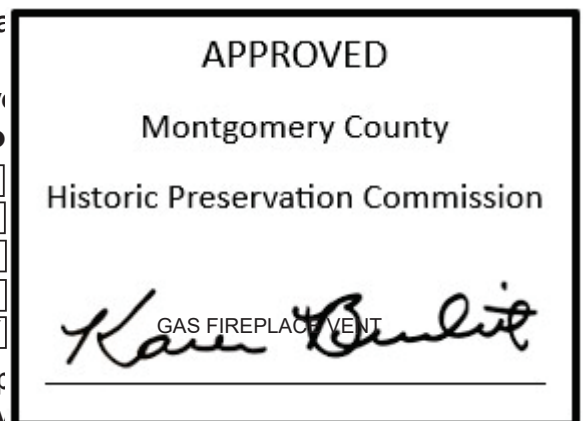 APPROVED
Montgomery County
Historic Preservation Commission
GAS FIREPLACE VENT